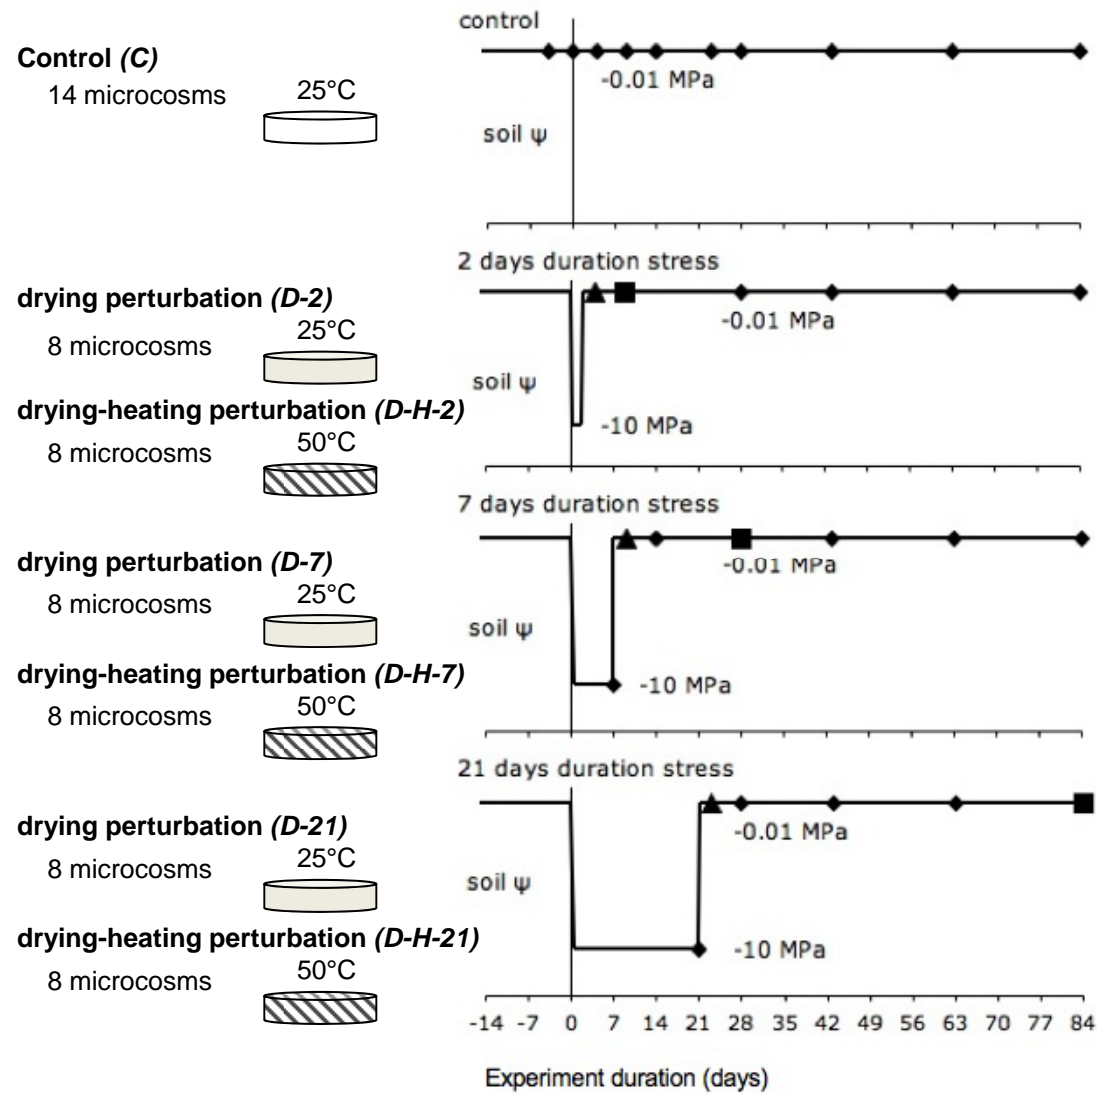 control
Control (C)
14 microcosms
25°C
-0.01 MPa
soil ψ
2 days duration stress
drying perturbation (D-2)
8 microcosms
25°C
-0.01 MPa
soil ψ
drying-heating perturbation (D-H-2)
8 microcosms
50°C
-10 MPa
7 days duration stress
drying perturbation (D-7)
8 microcosms
25°C
-0.01 MPa
soil ψ
drying-heating perturbation (D-H-7)
8 microcosms
50°C
-10 MPa
21 days duration stress
drying perturbation (D-21)
8 microcosms
25°C
-0.01 MPa
soil ψ
drying-heating perturbation (D-H-21)
8 microcosms
50°C
-10 MPa
-14 -7 0 7 14 21 28 35 42 49 56 63 70 77 84
Experiment duration (days)